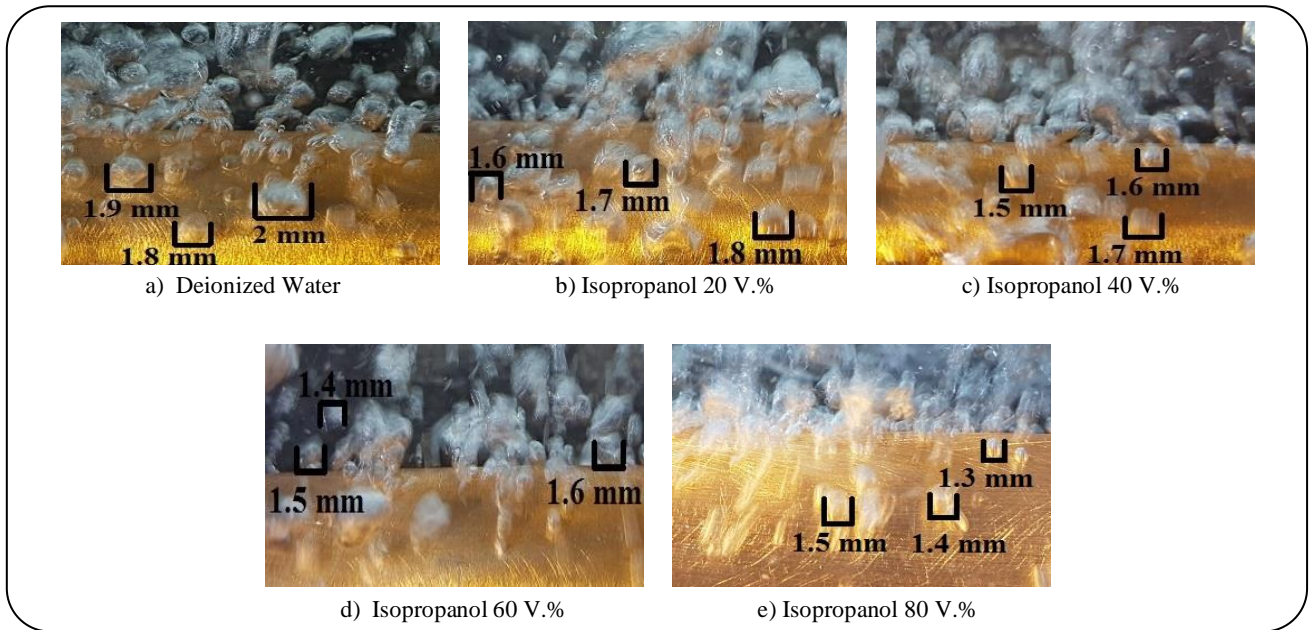 1.9 mm
2 mm
1.8 mm
a) Deionized Water
1.6 mm
1.7 mm
1.8 mm
b) Isopropanol 20 V.%
1.6 mm
1.5 mm
1.7 mm
c) Isopropanol 40 V.%
1.4 mm
1.5 mm
1.6 mm
d) Isopropanol 60 V.%
1.3 mm
1.5 mm
1.4 mm
e) Isopropanol 80 V.%